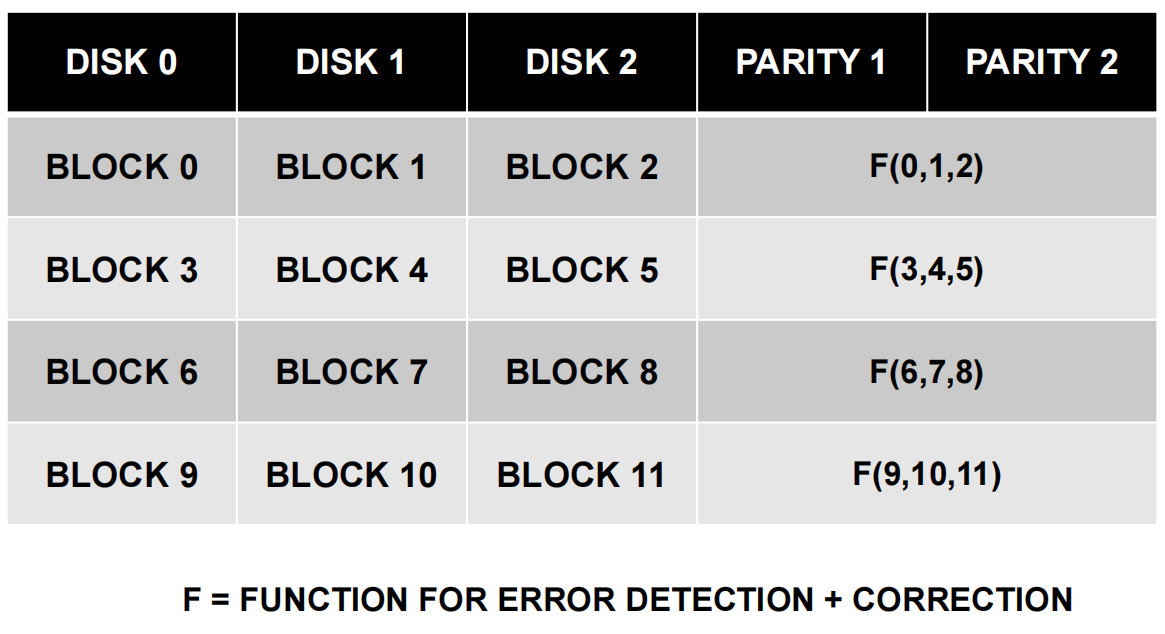 DISK 0 DISK 1 DISK 2 PARITY 1 PARITY 2
BLOCK 0 BLOCK 1 BLOCK 2 F(0,1,2)
BLOCK 3 BLOCK 4 BLOCK 5 F(3,4,5)
BLOCK 6 BLOCK 7 BLOCK 8 F(6,7,8)
BLOCK 9 BLOCK 10 BLOCK 11 F(9,10,11)
F = FUNCTION FOR ERROR DETECTION + CORRECTION